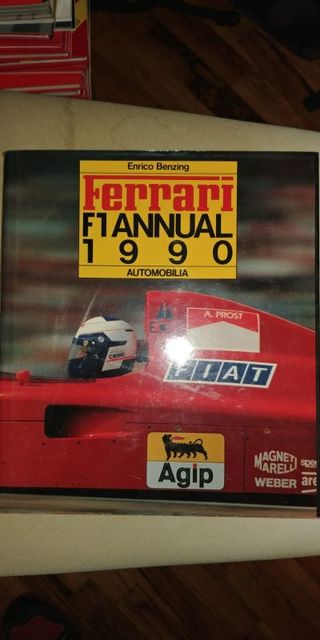 Enrico Benzing
Ferrari
F1 ANNUAL
1990
AUTOMOBILIA
A. PROST
FIAT
Agip
MAGNETI
MARELLI
WEBER